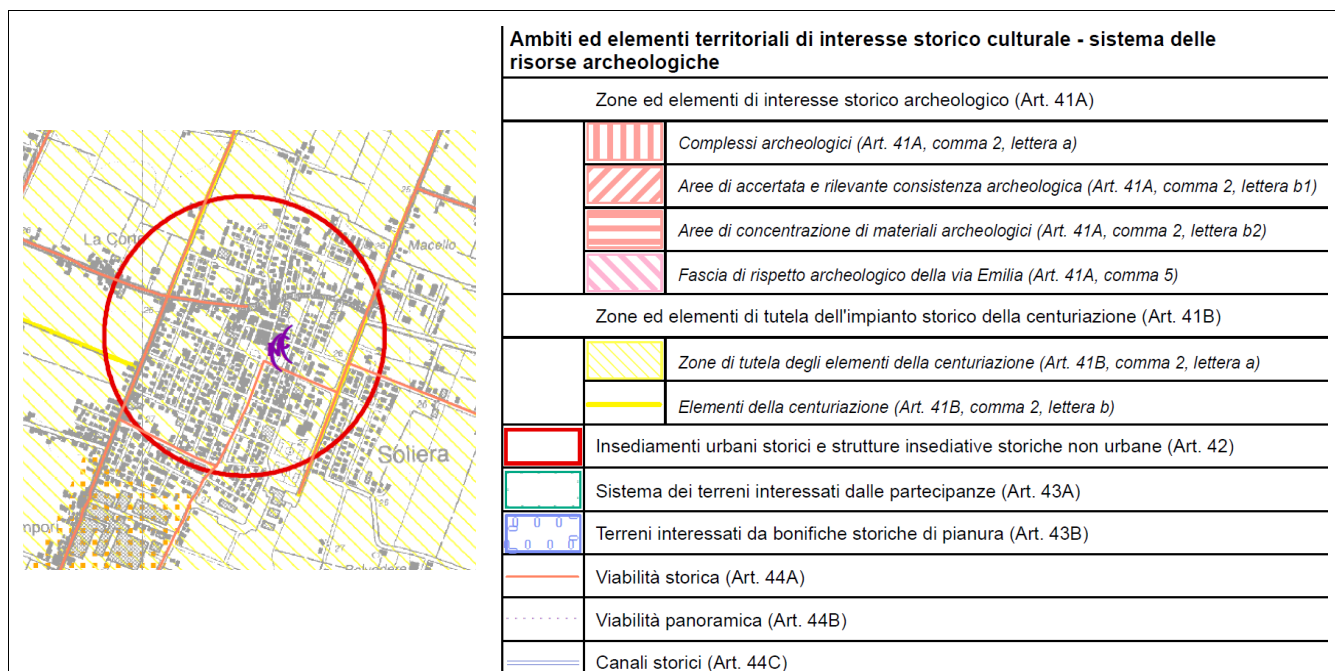 Ambiti ed elementi territoriali di interesse storico culturale - sistema delle
risorse archeologiche
Zone ed elementi di interesse storico archeologico (Art. 41A)
Complessi archeologici (Art. 41A, comma 2, lettera a)
Aree di accertata e rilevante consistenza archeologica (Art. 41A, comma 2, lettera b1)
Aree di concentrazione di materiali archeologici (Art. 41A, comma 2, lettera b2)
Fascia di rispetto archeologico della via Emilia (Art. 41A, comma 5)
Zone ed elementi di tutela dell'impianto storico della centuriazione (Art. 41B)
Zone di tutela degli elementi della centuriazione (Art. 41B, comma 2, lettera a)
Elementi della centuriazione (Art. 41B, comma 2, lettera b)
Insediamenti urbani storici e strutture insediative storiche non urbane (Art. 42)
Sistema dei terreni interessati dalle partecipanze (Art. 43A)
Terreni interessati da bonifiche storiche di pianura (Art. 43B)
Viabilità storica (Art. 44A)
Viabilità panoramica (Art. 44B)
Canali storici (Art. 44C)
La Corte
Macello
Soliera